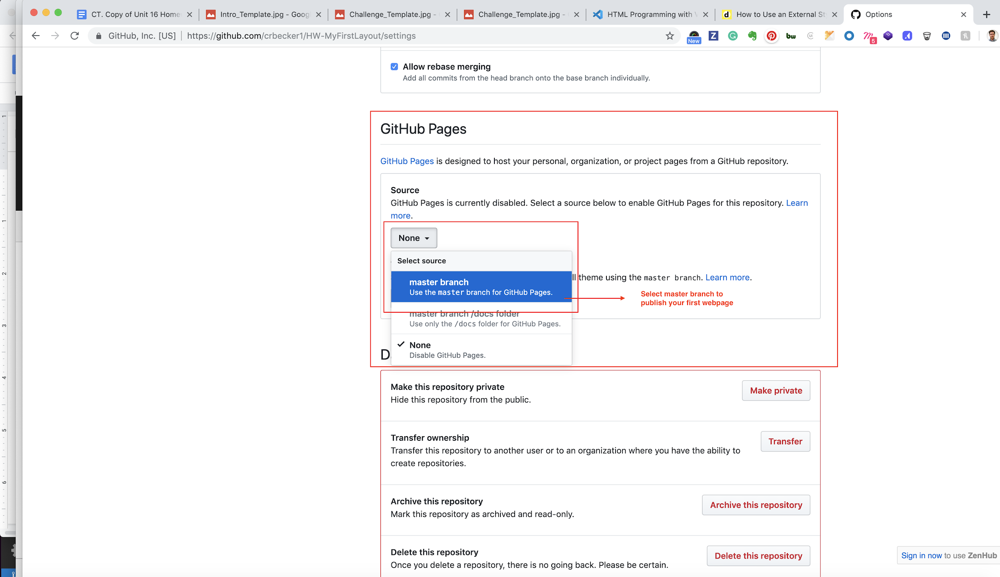 CT. Copy of Unit 16 Home
Intro_Template.jpg - Goog
Challenge_Template.jpg -
Challenge_Template.jpg -
HTML Programming with V
How to Use an External St
Options
GitHub, Inc. [US]
https://github.com/crbecker1/HW-MyFirstLayout/settings
New
Z
G
bw
UI
5
h
Allow rebase merging
Add all commits from the head branch onto the base branch individually.
GitHub Pages
GitHub Pages is designed to host your personal, organization, or project pages from a GitHub repository.
Source
GitHub Pages is currently disabled. Select a source below to enable GitHub Pages for this repository. Learn
more.
None
Select source
master branch
Use the master branch for GitHub Pages.
ll theme using the master branch. Learn more.
Select master branch to
publish your first webpage
master branch /docs folder
Use only the /docs folder for GitHub Pages.
None
Disable GitHub Pages.
D
Make this repository private
Hide this repository from the public.
Make private
Transfer ownership
Transfer this repository to another user or to an organization where you have the ability to
create repositories.
Transfer
Archive this repository
Mark this repository as archived and read-only.
Archive this repository
Delete this repository
Once you delete a repository, there is no going back. Please be certain.
Delete this repository
Sign in now to use ZenHub
1
1
2
3
4
5
6